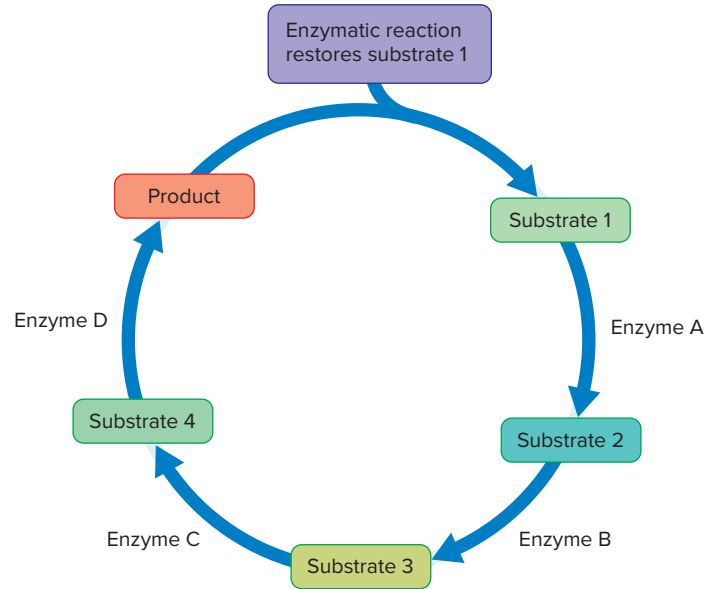 Enzymatic reaction
restores substrate 1
Product
Substrate 1
Enzyme D
Enzyme A
Substrate 4
Substrate 2
Enzyme C
Enzyme B
Substrate 3